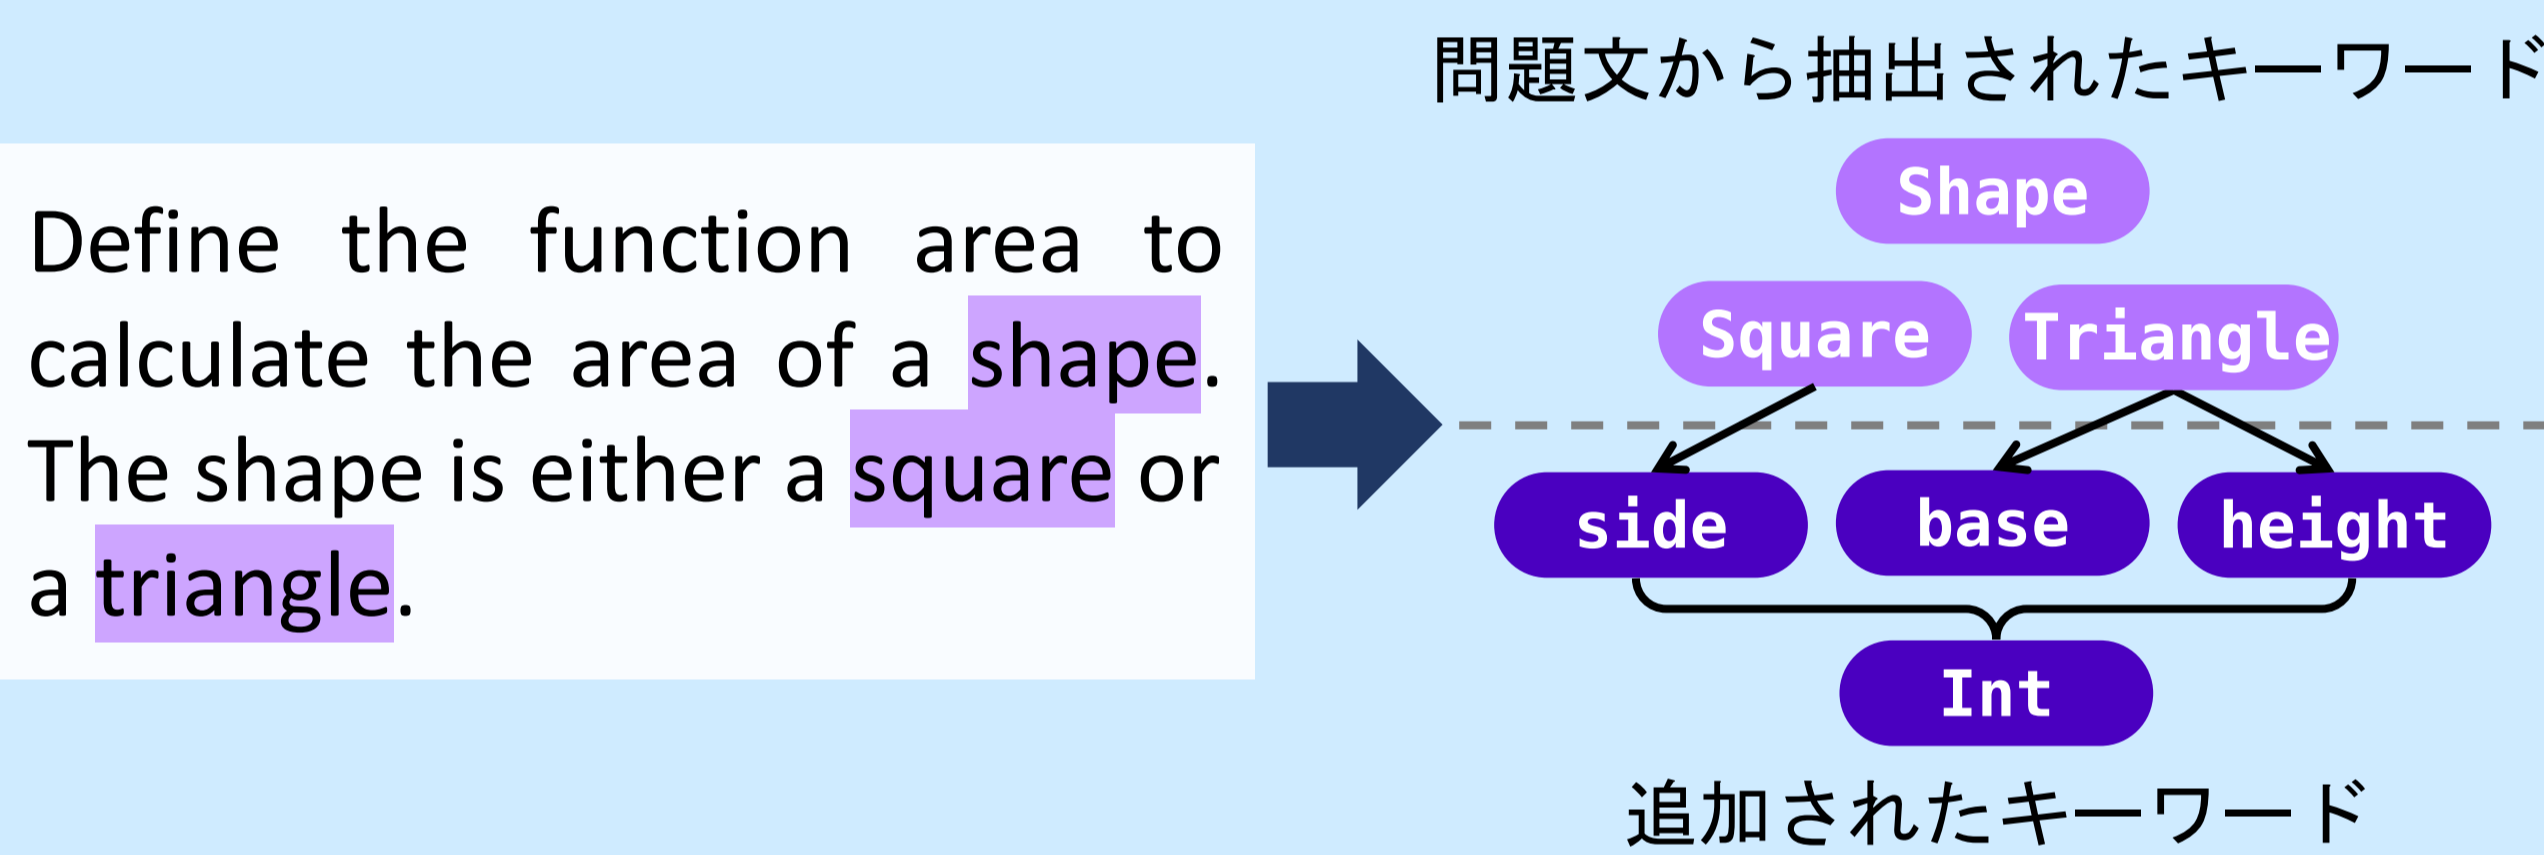 Define the function area to
calculate the area of a shape.
The shape is either a square or
a triangle.
問題文から抽出されたキーワード
Shape
Square Triangle
side base height
Int
追加されたキーワード